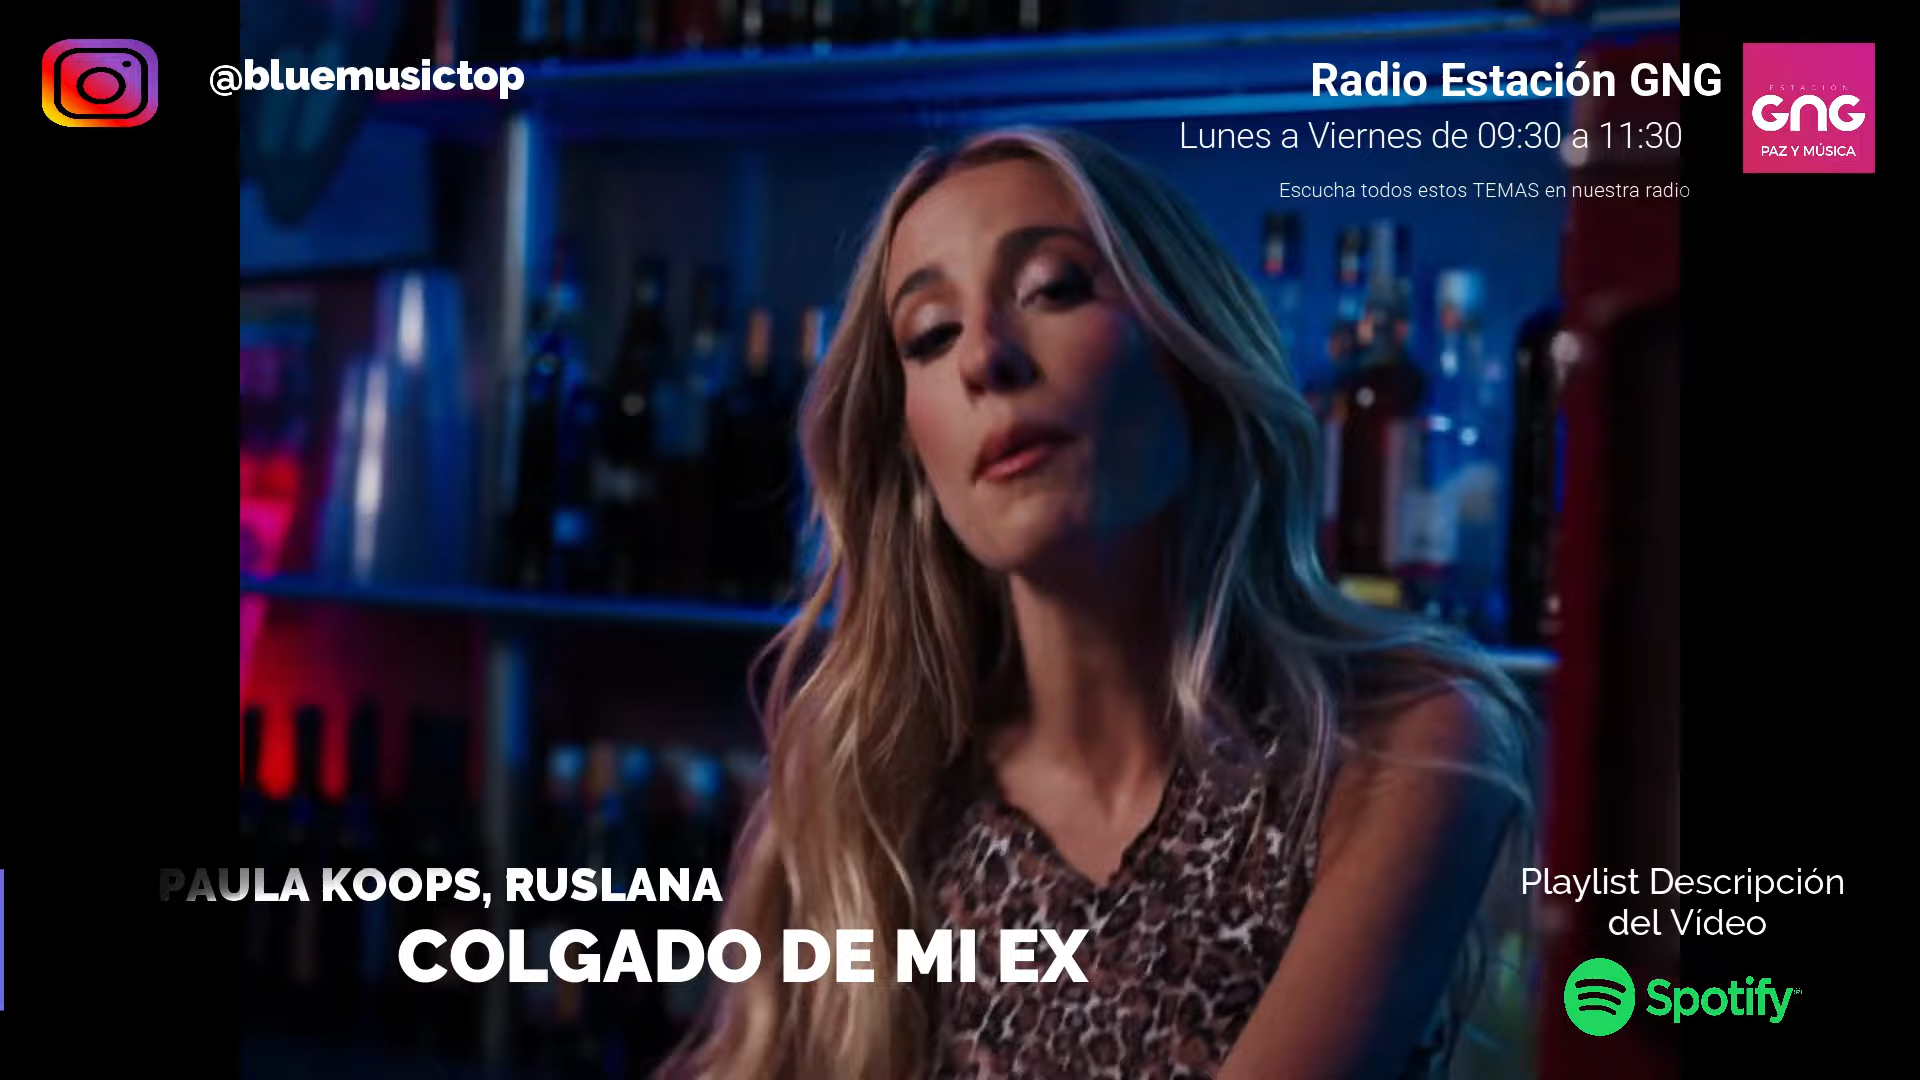 @bluemusictop
Radio Estación GNG
Lunes a Viernes de 09:30 a 11:30
Escucha todos estos TEMAS en nuestra radio
ESTACIÓN
GNG
PAZ Y MÚSICA
PAULA KOOPS, RUSLANA
COLGADO DE MI EX
Playlist Descripción
del Vídeo
Spotify